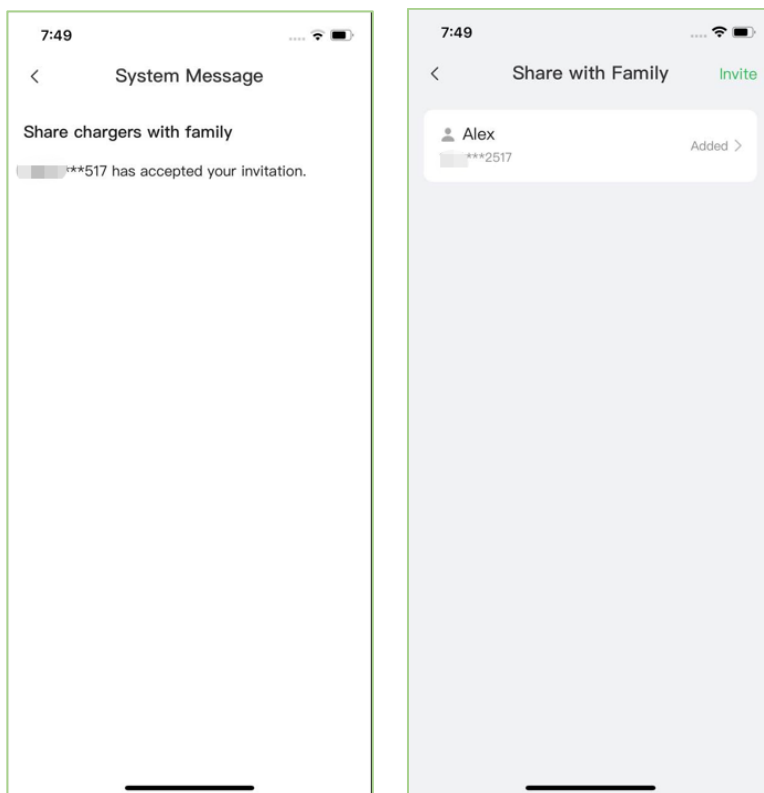 7:49
System Message
Share chargers with family
**517 has accepted your invitation.
7:49
Share with Family
Invite
Alex
***2517
Added